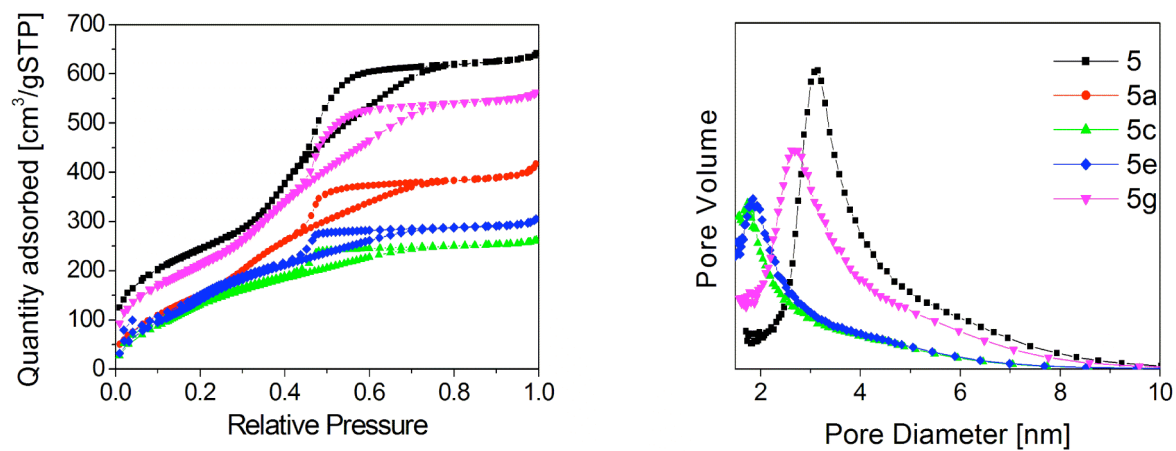 700
600
500
400
300
200
100
0
0.0 0.2 0.4 0.6 0.8 1.0
Quantity adsorbed [cm³/gSTP]
Relative Pressure
Pore Volume
5
5a
5c
5e
5g
2 4 6 8 10
Pore Diameter [nm]